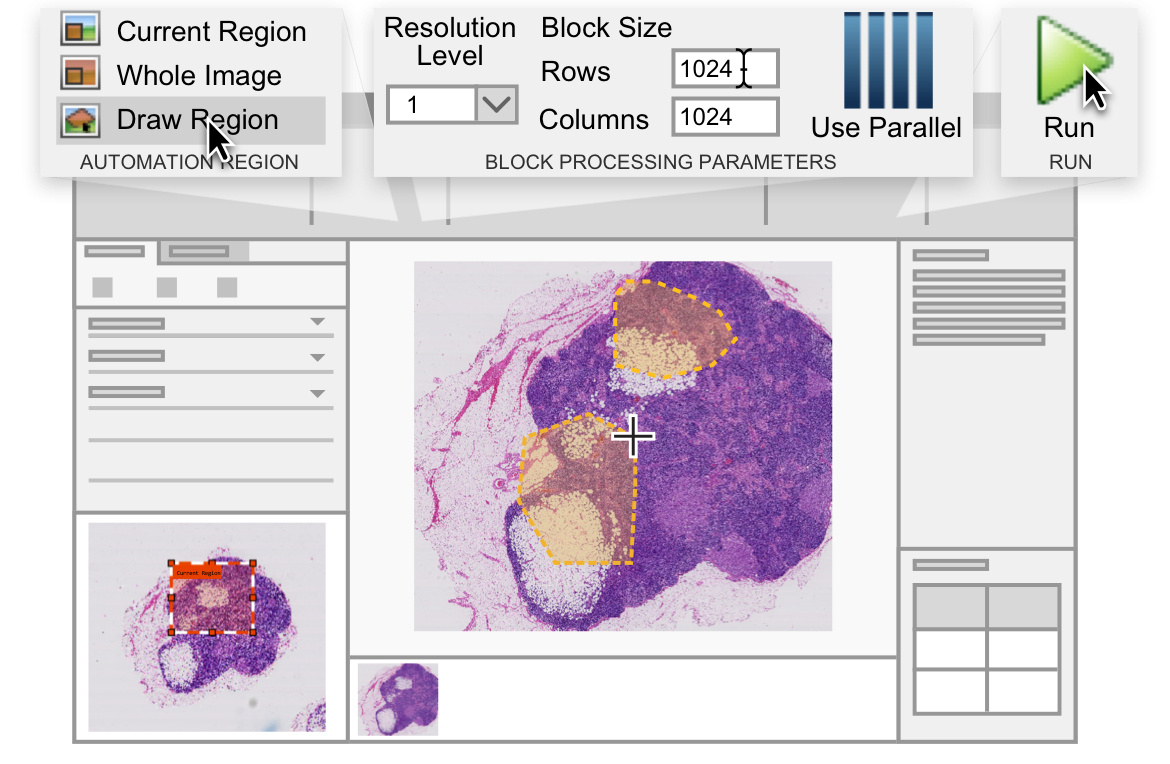 Current Region
Whole Image
Draw Region
AUTOMATION REGION
Resolution
Level
1
Block Size
Rows 1024
Columns 1024
Use Parallel
BLOCK PROCESSING PARAMETERS
Run
RUN
Current Region